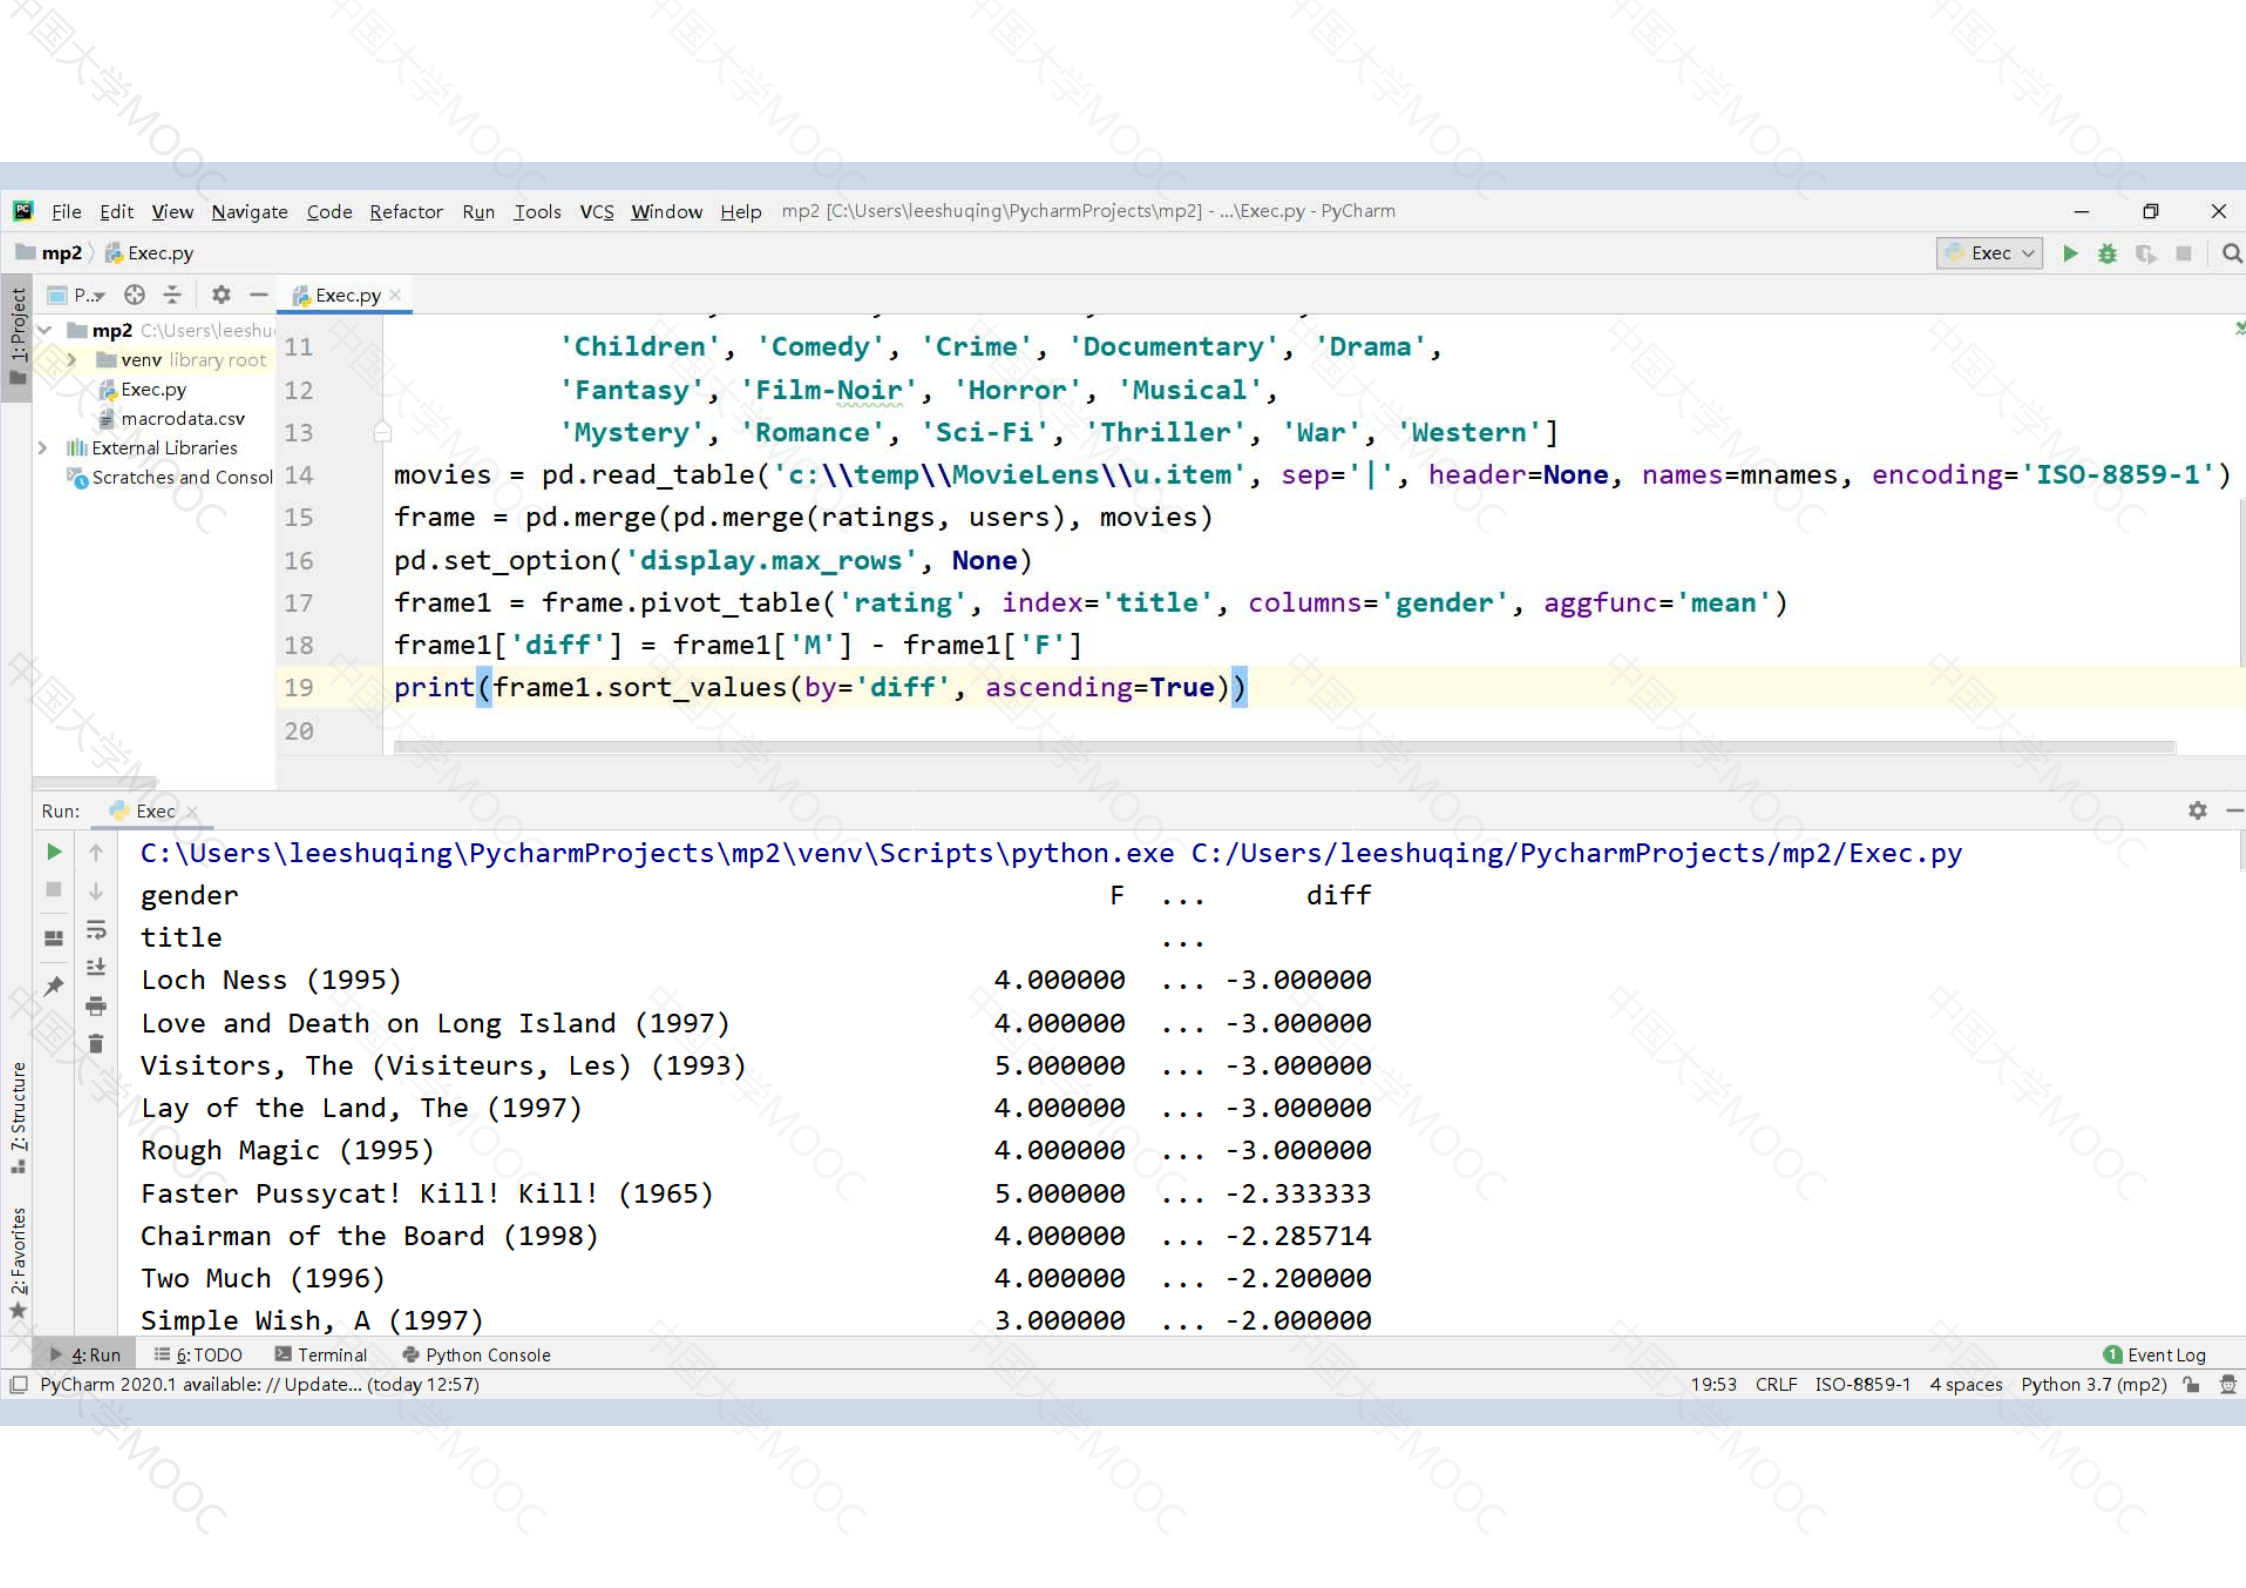 File Edit View Navigate Code Refactor Run Tools VCS Window Help mp2 [C:\Users\leeshuqing\PycharmProjects\mp2] - ...\Exec.py - PyCharm
mp2 Exec.py
Exec
1: Project
P..
Exec.py
mp2 C:\Users\leeshu
venv library root
Exec.py
macrodata.csv
External Libraries
Scratches and Consol
11 'Children', 'Comedy', 'Crime', 'Documentary', 'Drama',
12 'Fantasy', 'Film-Noir', 'Horror', 'Musical',
13 'Mystery', 'Romance', 'Sci-Fi', 'Thriller', 'War', 'Western']
14 movies = pd.read_table('c:\\temp\\MovieLens\\u.item', sep='|', header=None, names=mnames, encoding='ISO-8859-1')
15 frame = pd.merge(pd.merge(ratings, users), movies)
16 pd.set_option('display.max_rows', None)
17 frame1 = frame.pivot_table('rating', index='title', columns='gender', aggfunc='mean')
18 frame1['diff'] = frame1['M'] - frame1['F']
19 print(frame1.sort_values(by='diff', ascending=True))
20
Run: Exec
C:\Users\leeshuqing\PycharmProjects\mp2\venv\Scripts\python.exe C:/Users/leeshuqing/PycharmProjects/mp2/Exec.py
gender F ... diff
title ...
Loch Ness (1995) 4.000000 ... -3.000000
Love and Death on Long Island (1997) 4.000000 ... -3.000000
Visitors, The (Visiteurs, Les) (1993) 5.000000 ... -3.000000
Lay of the Land, The (1997) 4.000000 ... -3.000000
Rough Magic (1995) 4.000000 ... -3.000000
Faster Pussycat! Kill! Kill! (1965) 5.000000 ... -2.333333
Chairman of the Board (1998) 4.000000 ... -2.285714
Two Much (1996) 4.000000 ... -2.200000
Simple Wish, A (1997) 3.000000 ... -2.000000
Z: Structure
2: Favorites
4: Run 6: TODO Terminal Python Console
1 Event Log
PyCharm 2020.1 available: // Update... (today 12:57)
19:53 CRLF ISO-8859-1 4 spaces Python 3.7 (mp2)
中国大学MOOC